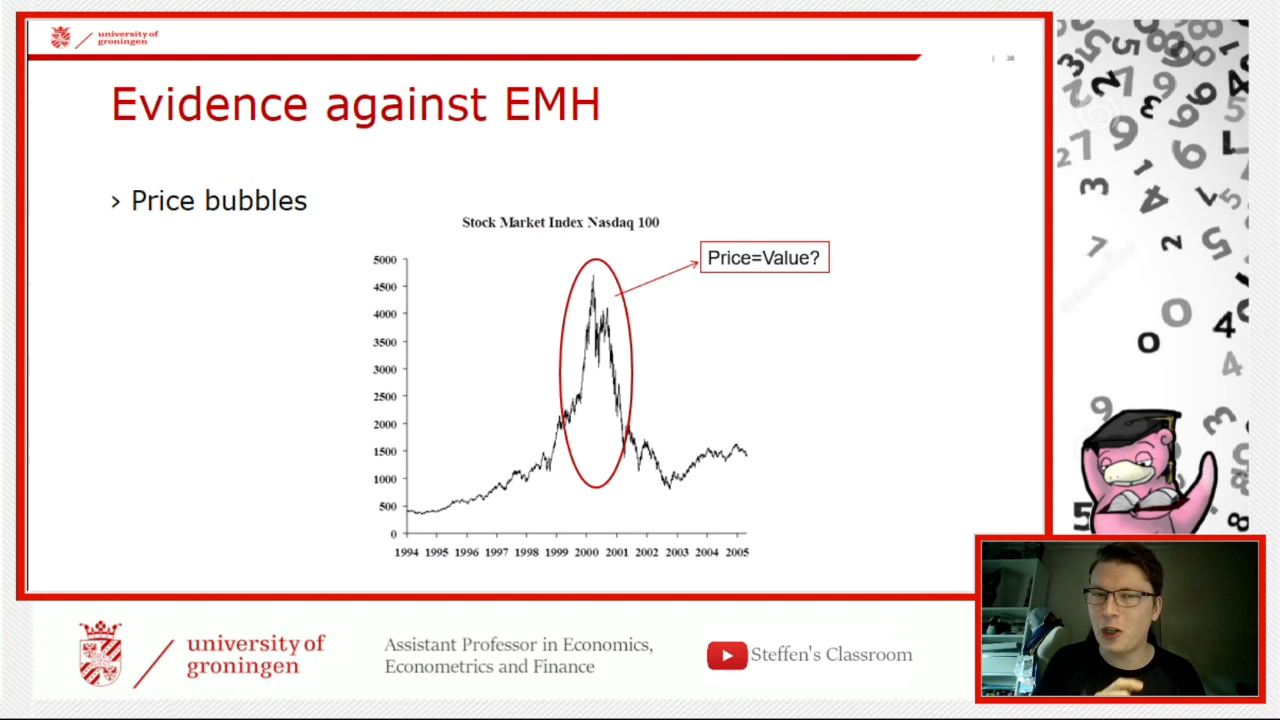 university of
groningen
| 38
Evidence against EMH
› Price bubbles
Stock Market Index Nasdaq 100
Price=Value?
5000
4500
4000
3500
3000
2500
2000
1500
1000
500
0
1994 1995 1996 1997 1998 1999 2000 2001 2002 2003 2004 2005
university of
groningen
Assistant Professor in Economics,
Econometrics and Finance
Steffen's Classroom